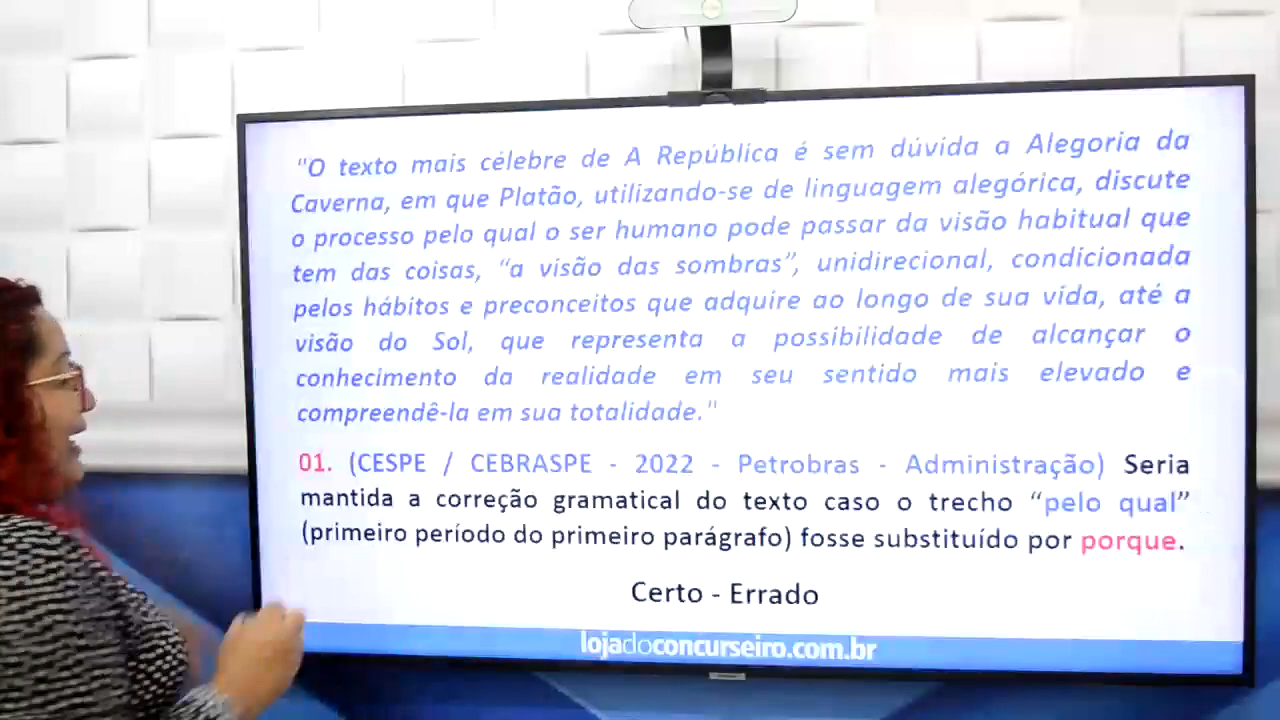 "O texto mais célebre de A República é sem dúvida a Alegoria da
Caverna, em que Platão, utilizando-se de linguagem alegórica, discute
o processo pelo qual o ser humano pode passar da visão habitual que
tem das coisas, “a visão das sombras”, unidirecional, condicionada
pelos hábitos e preconceitos que adquire ao longo de sua vida, até a
visão do Sol, que representa a possibilidade de alcançar o
conhecimento da realidade em seu sentido mais elevado e
compreendê-la em sua totalidade."
01. (CESPE / CEBRASPE - 2022 - Petrobras - Administração) Seria
mantida a correção gramatical do texto caso o trecho “pelo qual”
(primeiro período do primeiro parágrafo) fosse substituído por porque.
Certo - Errado
lojadoconcurseiro.com.br